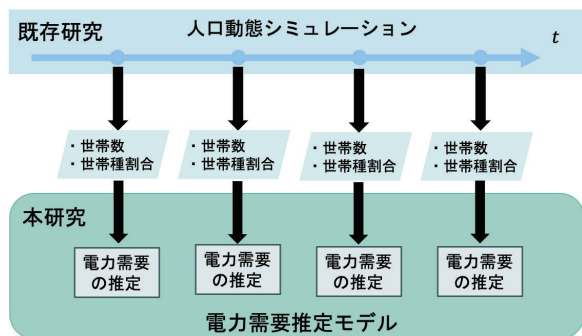 既存研究
人口動態シミュレーション
t
・世帯数
・世帯種割合
・世帯数
・世帯種割合
・世帯数
・世帯種割合
・世帯数
・世帯種割合
本研究
電力需要
の推定
電力需要
の推定
電力需要
の推定
電力需要
の推定
電力需要推定モデル